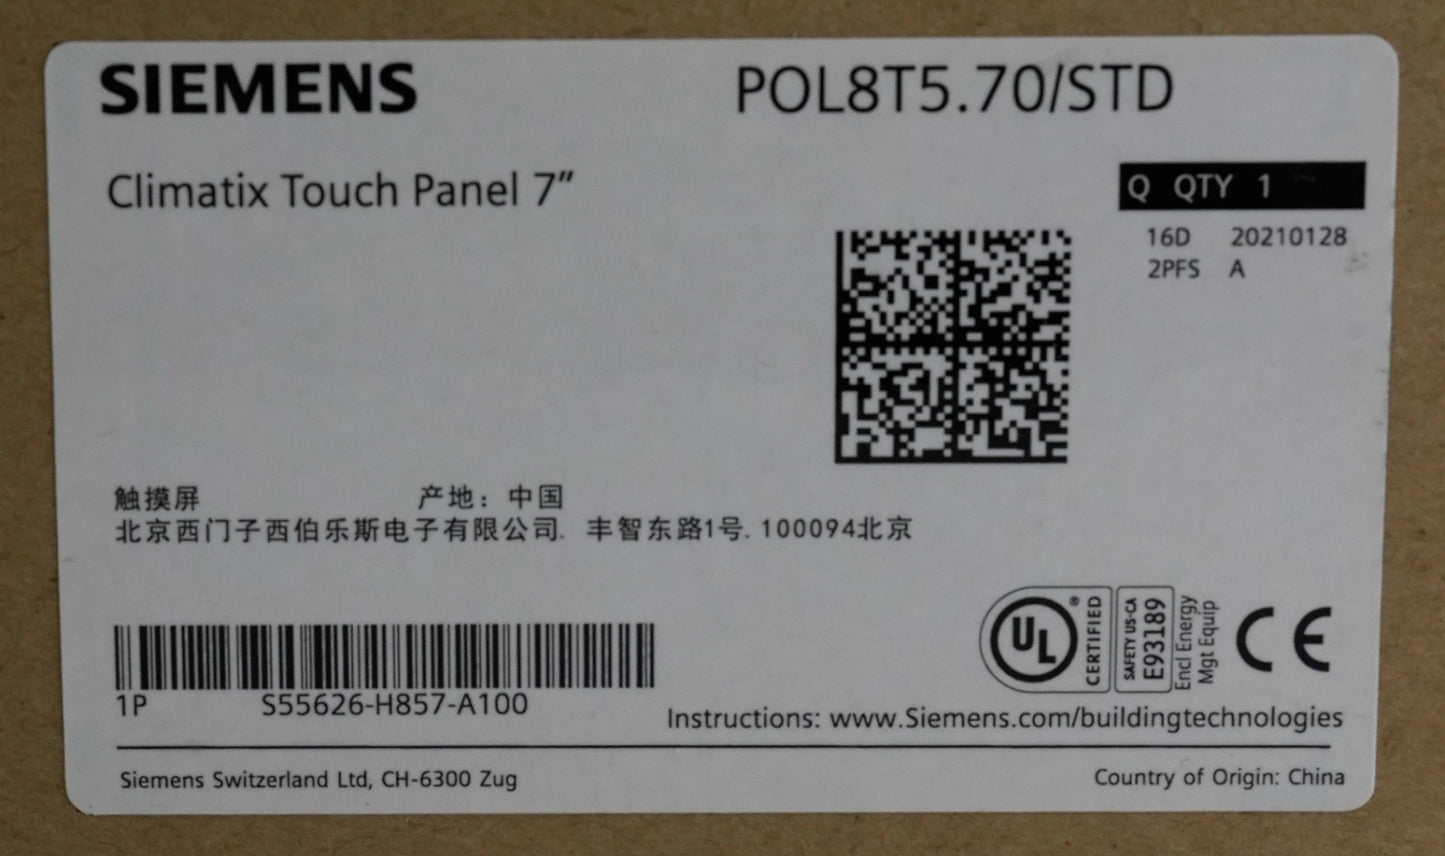 SIEMENS
POL8T5.70/STD
Climatix Touch Panel 7”
Q QTY 1
16D 20210128
2PFS A
触摸屏 产地：中国
北京西门子西伯乐斯电子有限公司. 丰智东路1号. 100094北京
UL ® CERTIFIED
SAFETY US-CA
E93189
Encl Energy
Mgt Equip
CE
1P S55626-H857-A100
Instructions: www.Siemens.com/buildingtechnologies
Siemens Switzerland Ltd, CH-6300 Zug
Country of Origin: China